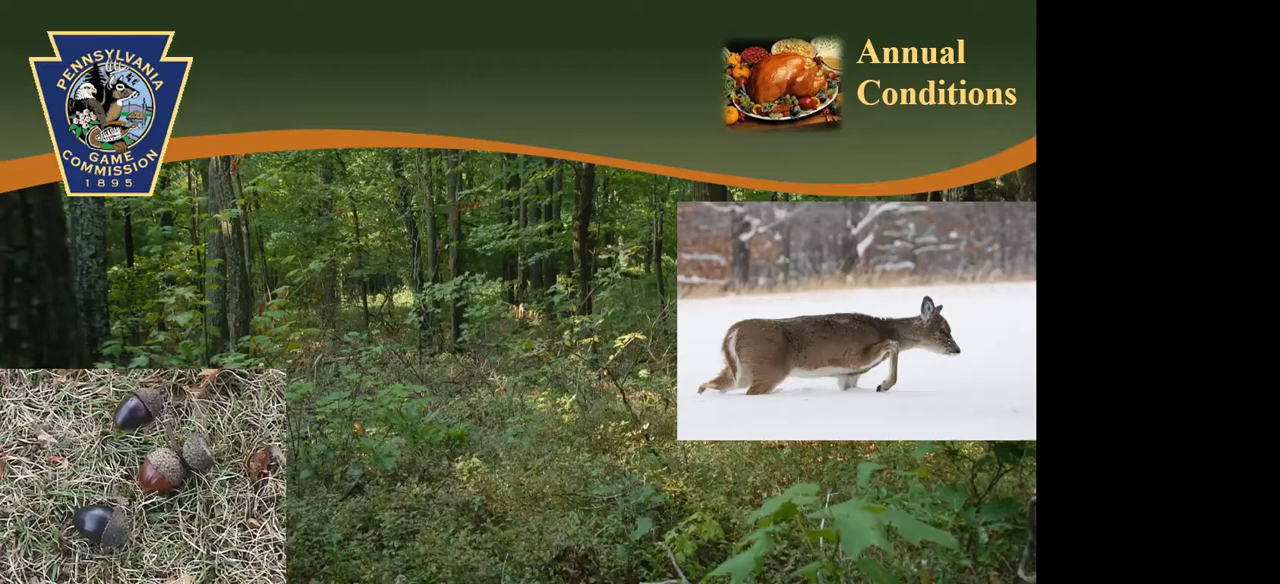 PENNSYLVANIA
GAME
COMMISSION
1895
Annual
Conditions